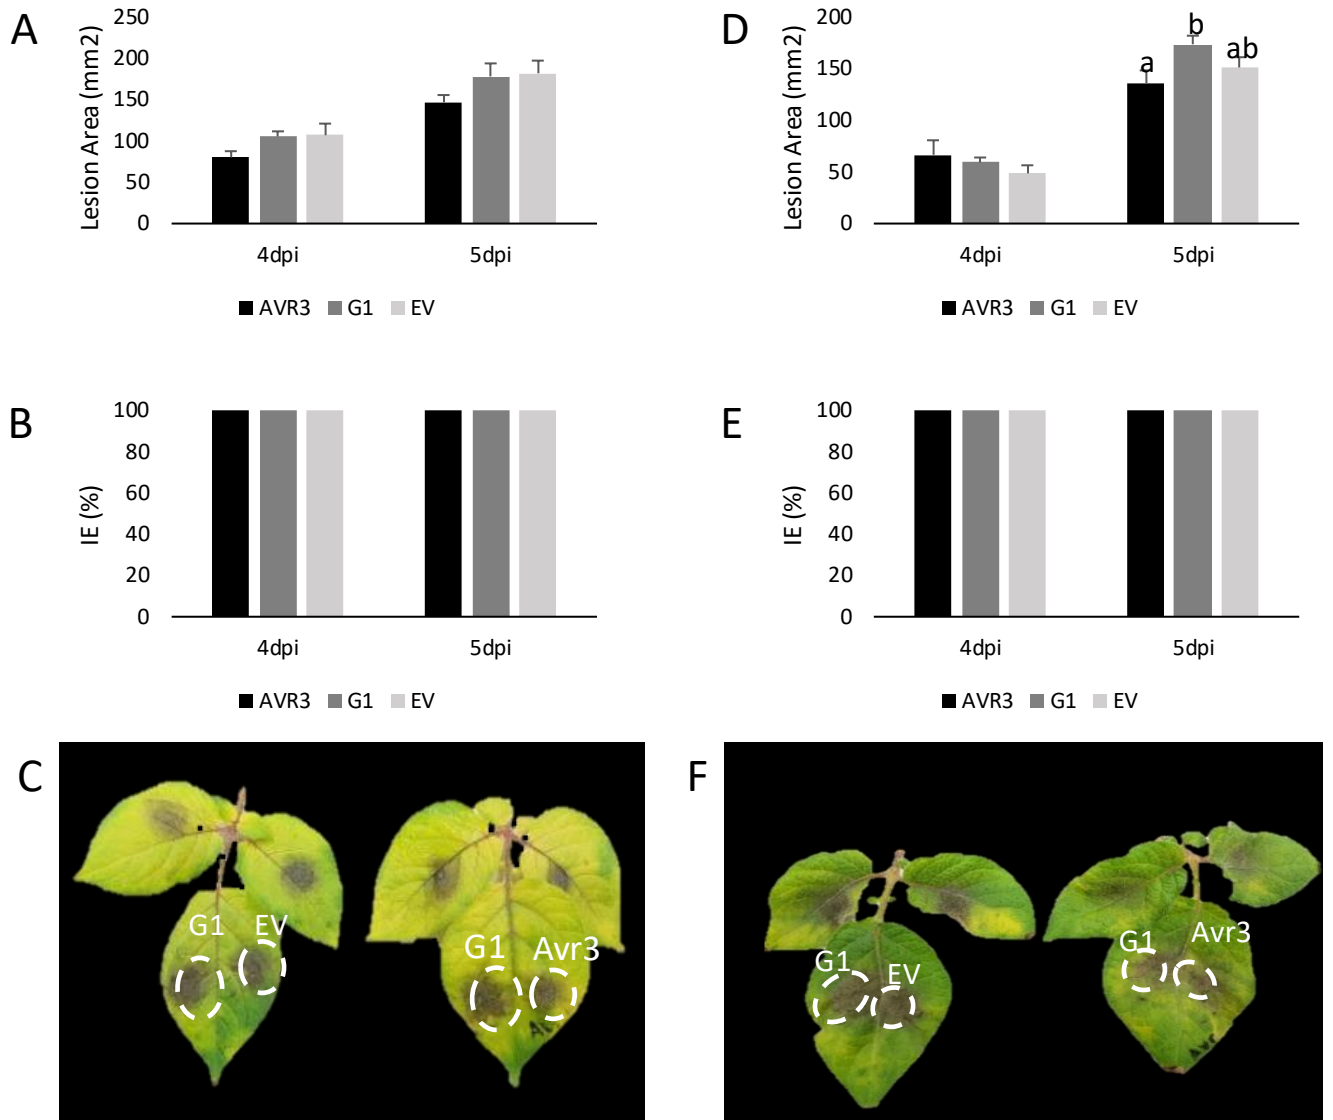 A
Lesion Area (mm2)
250
200
150
100
50
0
4dpi
5dpi
AVR3 G1 EV
D
Lesion Area (mm2)
200
150
100
50
0
a
b
ab
4dpi
5dpi
AVR3 G1 EV
B
IE (%)
100
80
60
40
20
0
4dpi
5dpi
AVR3 G1 EV
E
IE (%)
100
80
60
40
20
0
4dpi
5dpi
AVR3 G1 EV
C
G1
EV
G1
Avr3
F
G1
EV
G1
Avr3